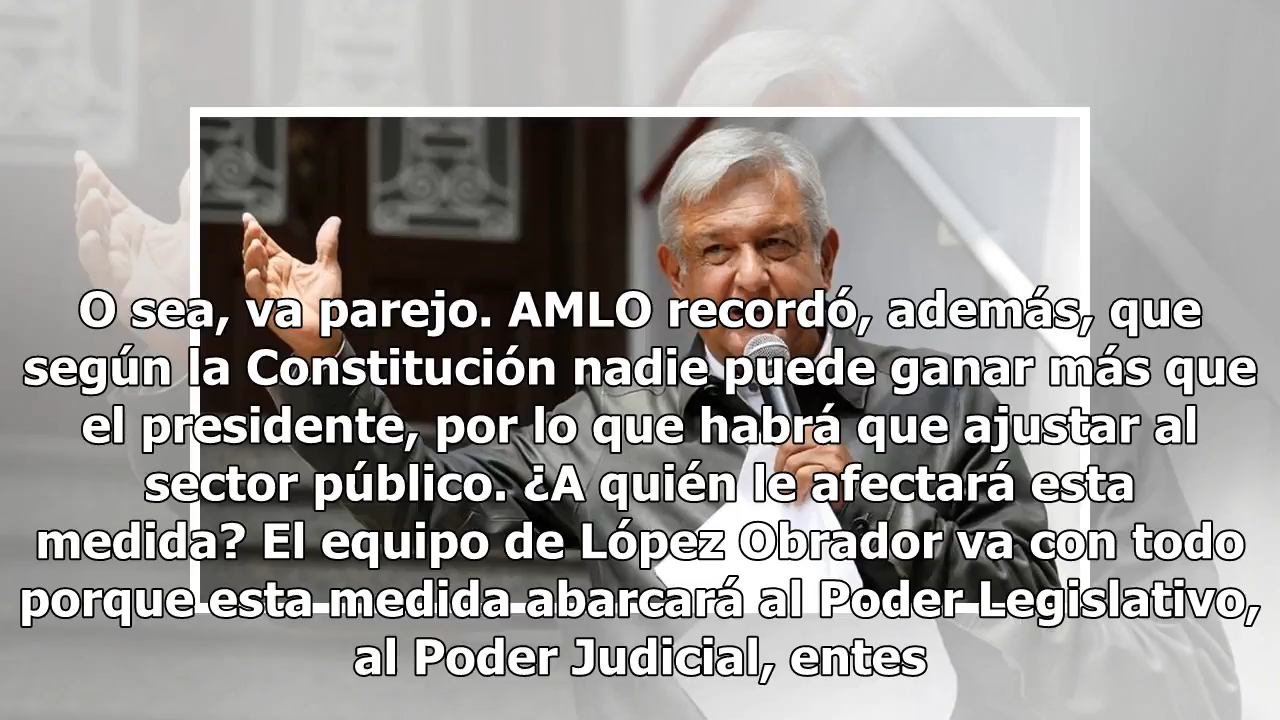 O sea, va parejo. AMLO recordó, además, que
según la Constitución nadie puede ganar más que
el presidente, por lo que habrá que ajustar al
sector público. ¿A quién le afectará esta
medida? El equipo de López Obrador va con todo
porque esta medida abarcará al Poder Legislativo,
al Poder Judicial, entes